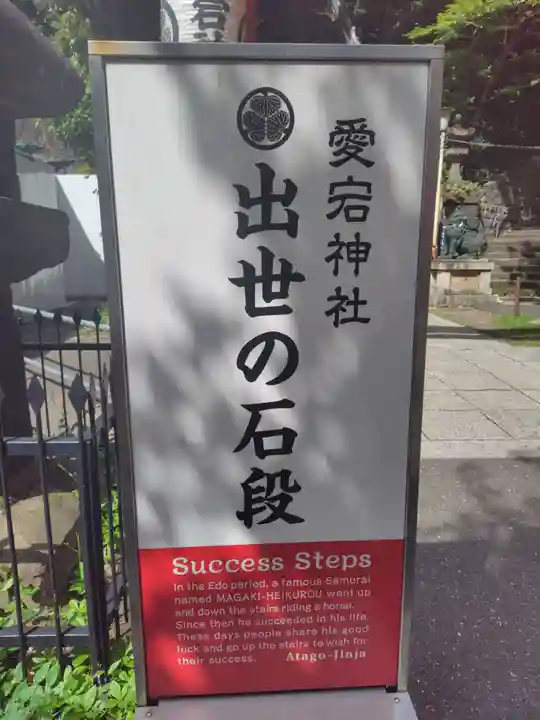 宕神
愛宕神社
出世の石段
Success Steps
In the Edo period, a famous Samurai
named MAGAKI-HEIKUROU went up
and down the stairs riding a horse.
Since then he succeeded in his life.
These days people share his good
luck and go up the stairs to wish for
their success. Atago-Jinja